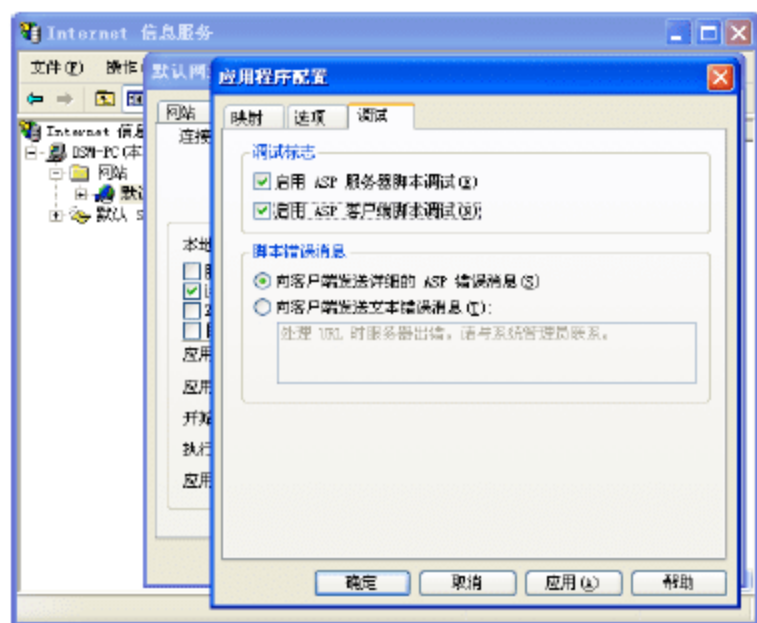 Internet 信息服务
文件(F) 操作
默认网
应用程序配置
网站
连接
映射 选项 调试
Internet 信息
DSM-PC(本
网站
默认
默认 S
调试标志
启用 ASP 服务器脚本调试(E)
启用 ASP 客户端脚本调试(N)
本地
脚本错误消息
向客户端发送详细的 ASP 错误消息(S)
向客户端发送文本错误消息(T):
处理 URL 时服务器出错。请与系统管理员联系。
应用
应用
开始
执行
应用
确定 取消 应用(A) 帮助